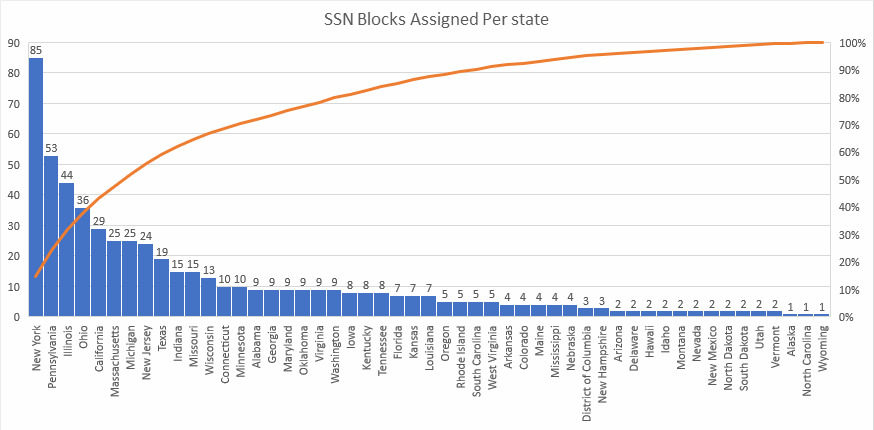 SSN Blocks Assigned Per state
90
80
70
60
50
40
30
20
10
0
85
53
44
36
29
25
25
24
19
15
15
13
10
10
9
9
9
9
9
9
8
8
8
7
7
7
5
5
5
5
4
4
4
4
4
3
3
2
2
2
2
2
2
2
2
2
2
2
1
1
1
100%
90%
80%
70%
60%
50%
40%
30%
20%
10%
0%
New York
Pennsylvania
Illinois
Ohio
California
Massachusetts
Michigan
New Jersey
Texas
Indiana
Missouri
Wisconsin
Connecticut
Minnesota
Alabama
Georgia
Maryland
Oklahoma
Virginia
Washington
Iowa
Kentucky
Tennessee
Florida
Kansas
Louisiana
Oregon
Rhode Island
South Carolina
West Virginia
Arkansas
Colorado
Maine
Mississippi
Nebraska
District of Columbia
New Hampshire
Arizona
Delaware
Hawaii
Idaho
Montana
Nevada
New Mexico
North Dakota
South Dakota
Utah
Vermont
Alaska
North Carolina
Wyoming